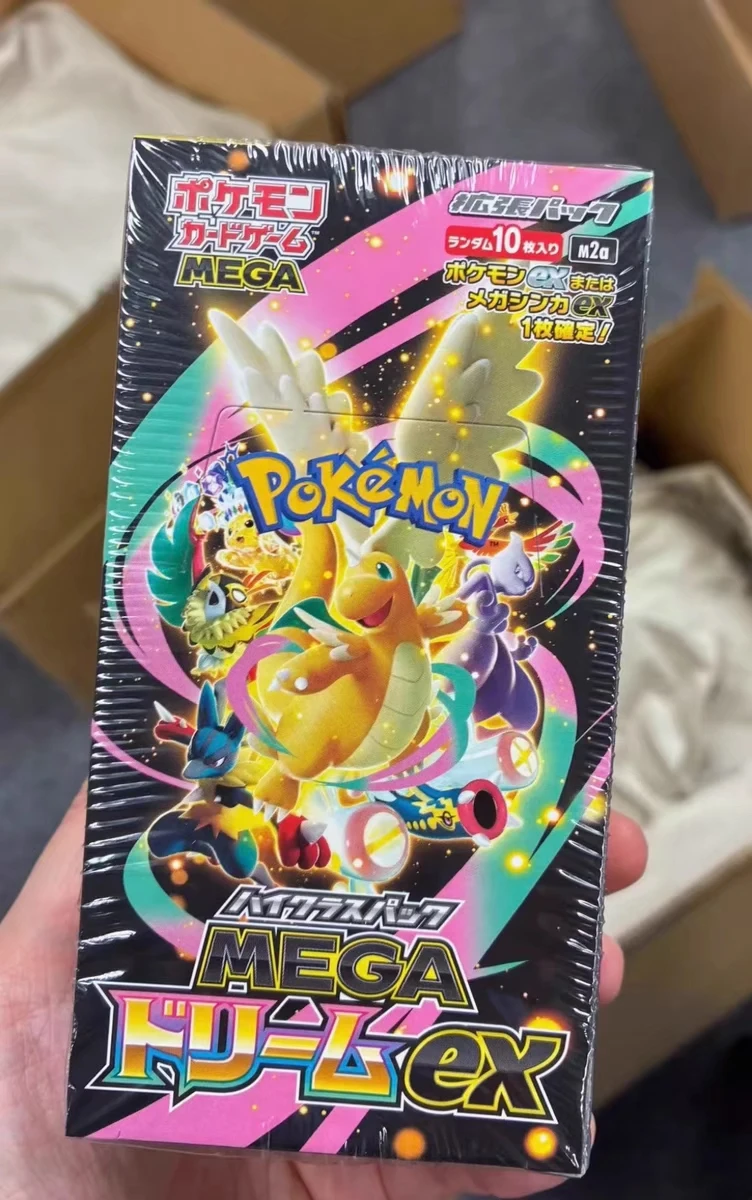 ポケモン
カードゲーム™
MEGA
拡張パック
ランダム10枚入り
M2a
ポケモンexまたは
メガシンカex
1枚確定!
POKéMON
TM
ハイクラスパック
MEGA
ドリームex